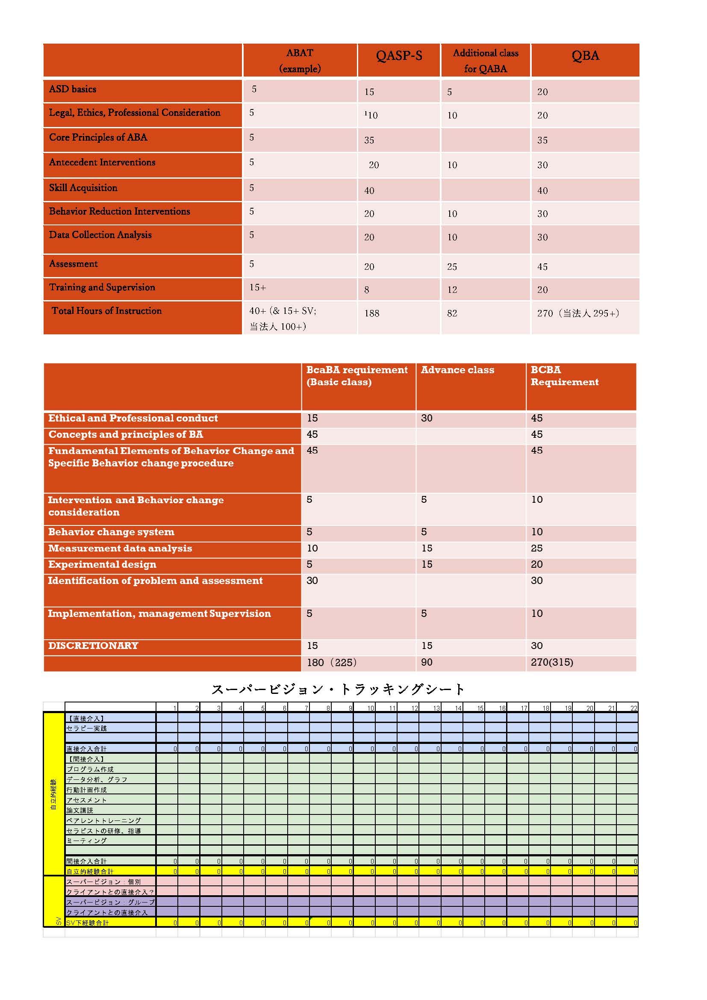 ABAT QASP-S Additional class QBA
(example) for QABA
ASD basics 5 15 5 20
Legal, Ethics, Professional Consideration 5 ¹10 10 20
Core Principles of ABA 5 35 35
Antecedent Interventions 5 20 10 30
Skill Acquisition 5 40 40
Behavior Reduction Interventions 5 20 10 30
Data Collection Analysis 5 20 10 30
Assessment 5 20 25 45
Training and Supervision 15+ 8 12 20
Total Hours of Instruction 40+ (& 15+ SV; 188 82 270（当法人 295+）
当法人 100+）
BcaBA requirement Advance class BCBA
(Basic class) Requirement
Ethical and Professional conduct 15 30 45
Concepts and principles of BA 45 45
Fundamental Elements of Behavior Change and 45 45
Specific Behavior change procedure
Intervention and Behavior change 5 5 10
consideration
Behavior change system 5 5 10
Measurement data analysis 10 15 25
Experimental design 5 15 20
Identification of problem and assessment 30 30
Implementation, management Supervision 5 5 10
DISCRETIONARY 15 15 30
180（225） 90 270(315)
スーパービジョン・トラッキングシート
1 2 3 4 5 6 7 8 9 10 11 12 13 14 15 16 17 18 19 20 21 22
自立的経験
【直接介入】
セラピー実践
直接介入合計 0 0 0 0 0 0 0 0 0 0 0 0 0 0 0 0 0 0 0 0 0 0
【間接介入】
プログラム作成
データ分析、グラフ
行動計画作成
アセスメント
論文講読
ペアレントトレーニング
セラピストの研修、指導
ミーティング
間接介入合計 0 0 0 0 0 0 0 0 0 0 0 0 0 0 0 0 0 0 0 0 0 0
自立的経験合計 0 0 0 0 0 0 0 0 0 0 0 0 0 0 0 0 0 0 0 0 0 0
SV
スーパービジョン：個別
クライアントとの直接介入？
スーパービジョン：グループ
クライアントとの直接介入
SV下経験合計 0 0 0 0 0 0 0 0 0 0 0 0 0 0 0 0 0 0 0 0 0 0